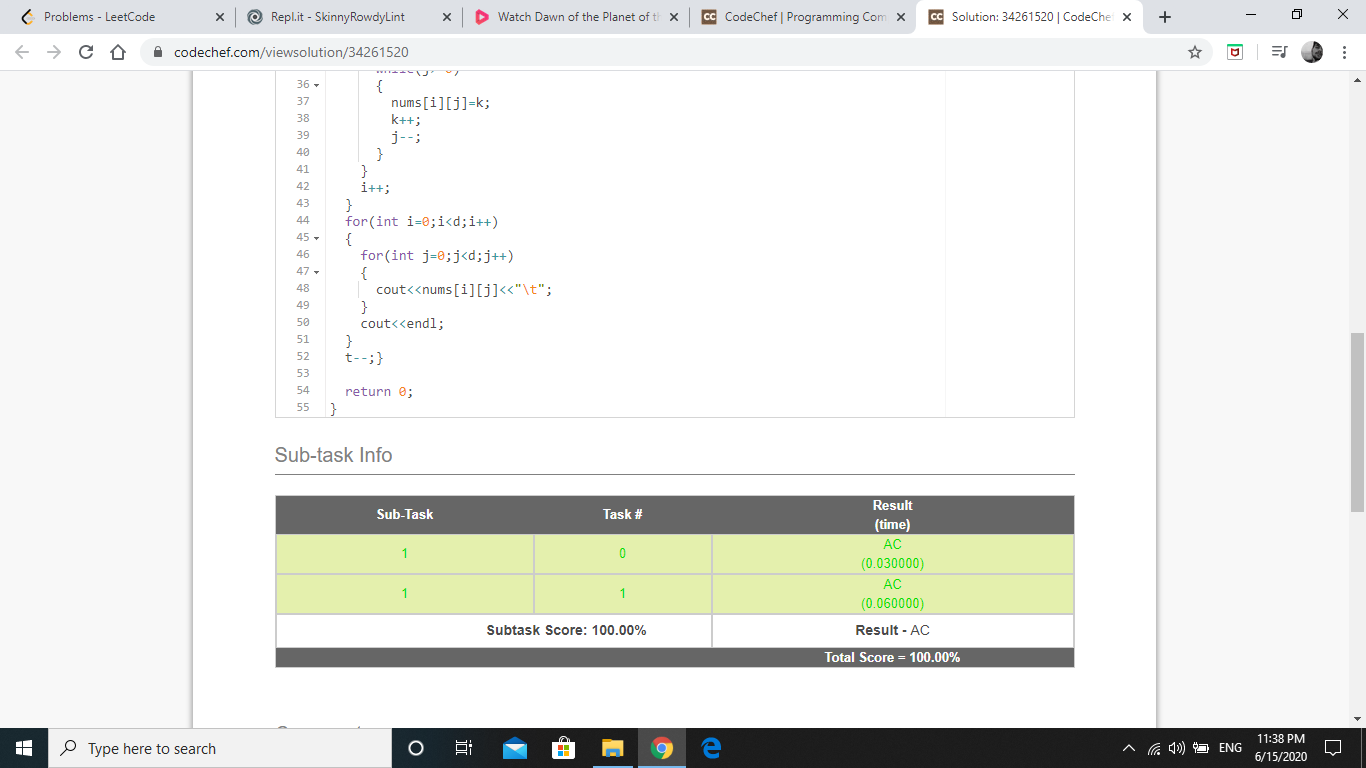 Problems - LeetCode
Repl.it - SkinnyRowdyLint
Watch Dawn of the Planet of t
CodeChef | Programming Com
Solution: 34261520 | CodeChe
codechef.com/viewsolution/34261520
36 {
37 nums[i][j]=k;
38 k++;
39 j--;
40 }
41 }
42 i++;
43 }
44 for(int i=0;i<d;i++)
45 {
46 for(int j=0;j<d;j++)
47 {
48 cout<<nums[i][j]<<"\t";
49 }
50 cout<<endl;
51 }
52 t--;}
53
54 return 0;
55 }
Sub-task Info
Sub-Task Task # Result
(time)
1 0 AC
(0.030000)
1 1 AC
(0.060000)
Subtask Score: 100.00% Result - AC
Total Score = 100.00%
Type here to search
ENG
11:38 PM
6/15/2020